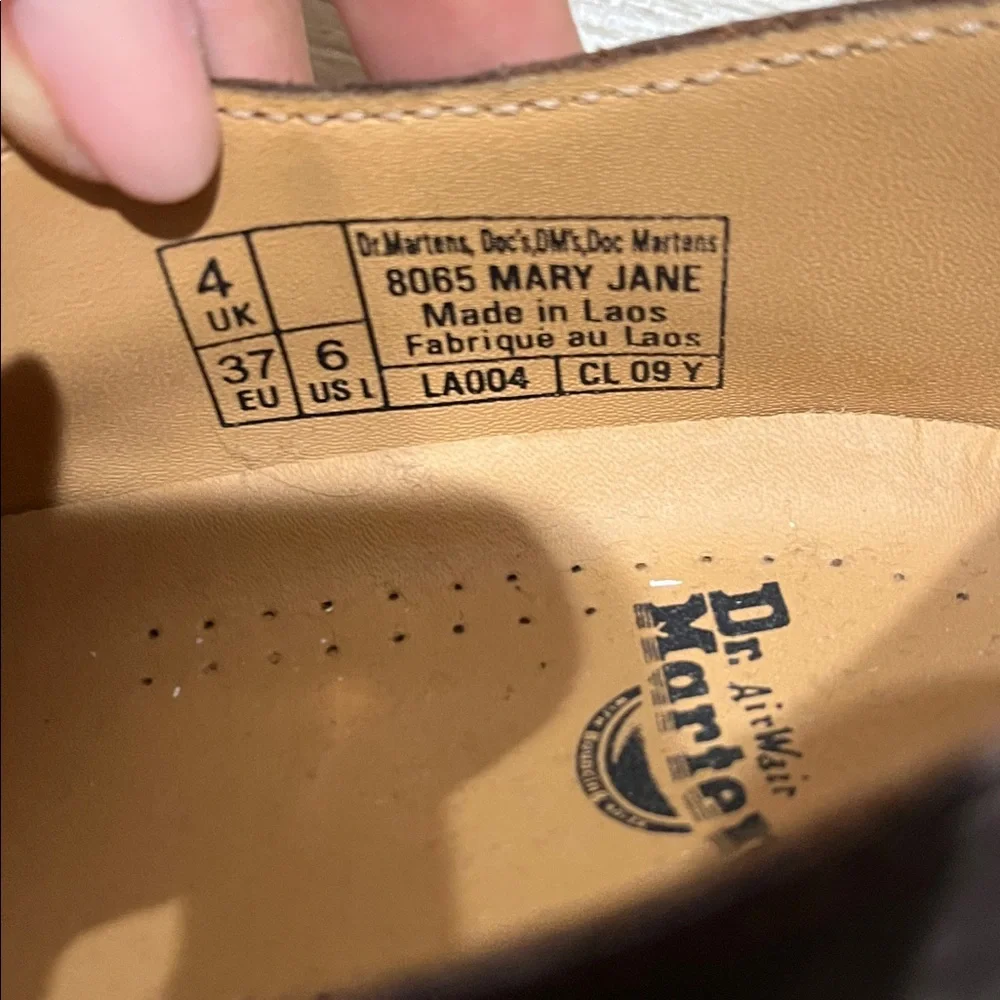 4
UK
37
EU
6
US L
Dr.Martens, Doc's,DM's,Doc Martens
8065 MARY JANE
Made in Laos
Fabrique au Laos
LA004
CL 09 Y
Dr.
AirWair